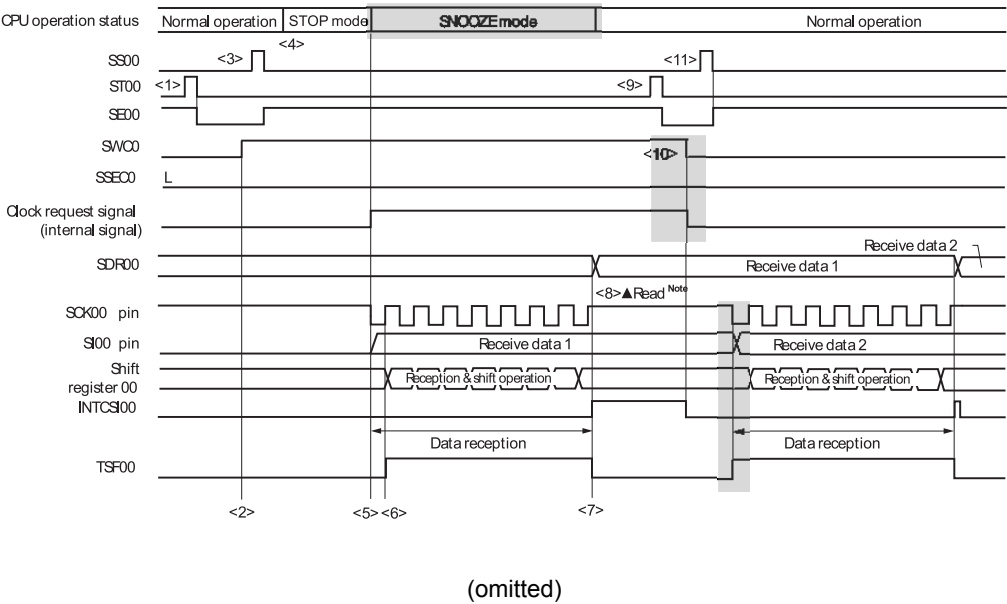 CPU operation status
Normal operation
STOP mode
SNOOZE mode
Normal operation
<4>
SS00
<3>
<11>
ST00
<1>
<9>
SE00
SWC0
<10>
SSEC0
L
Clock request signal
(internal signal)
Receive data 2
SDR00
Receive data 1
<8>▲Read Note
SCK00 pin
SI00 pin
Receive data 1
Receive data 2
Shift
register 00
Reception & shift operation
Reception & shift operation
INTCSI00
Data reception
Data reception
TSF00
<2>
<5>
<6>
<7>
(omitted)